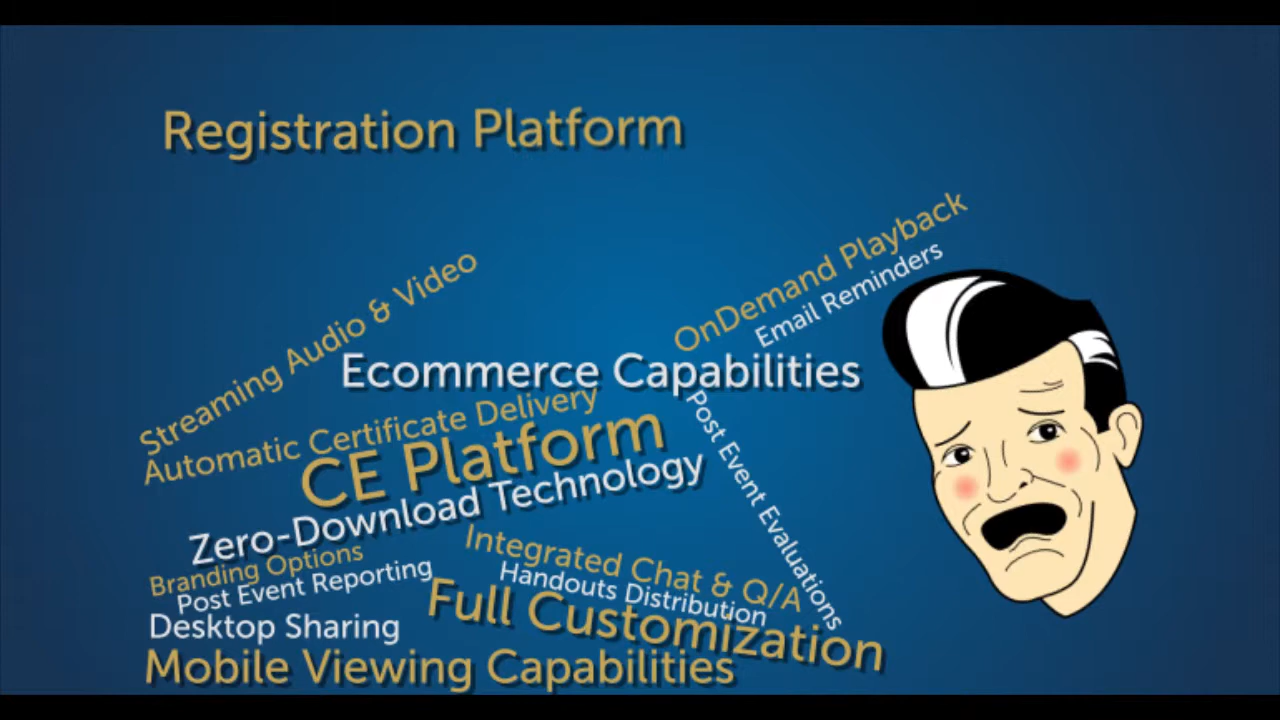 Registration Platform
OnDemand Playback
Email Reminders
Streaming Audio & Video
Ecommerce Capabilities
Automatic Certificate Delivery
CE Platform
Post Event Evaluations
Zero-Download Technology
Integrated Chat & Q/A
Branding Options
Handouts Distribution
Post Event Reporting
Full Customization
Desktop Sharing
Mobile Viewing Capabilities